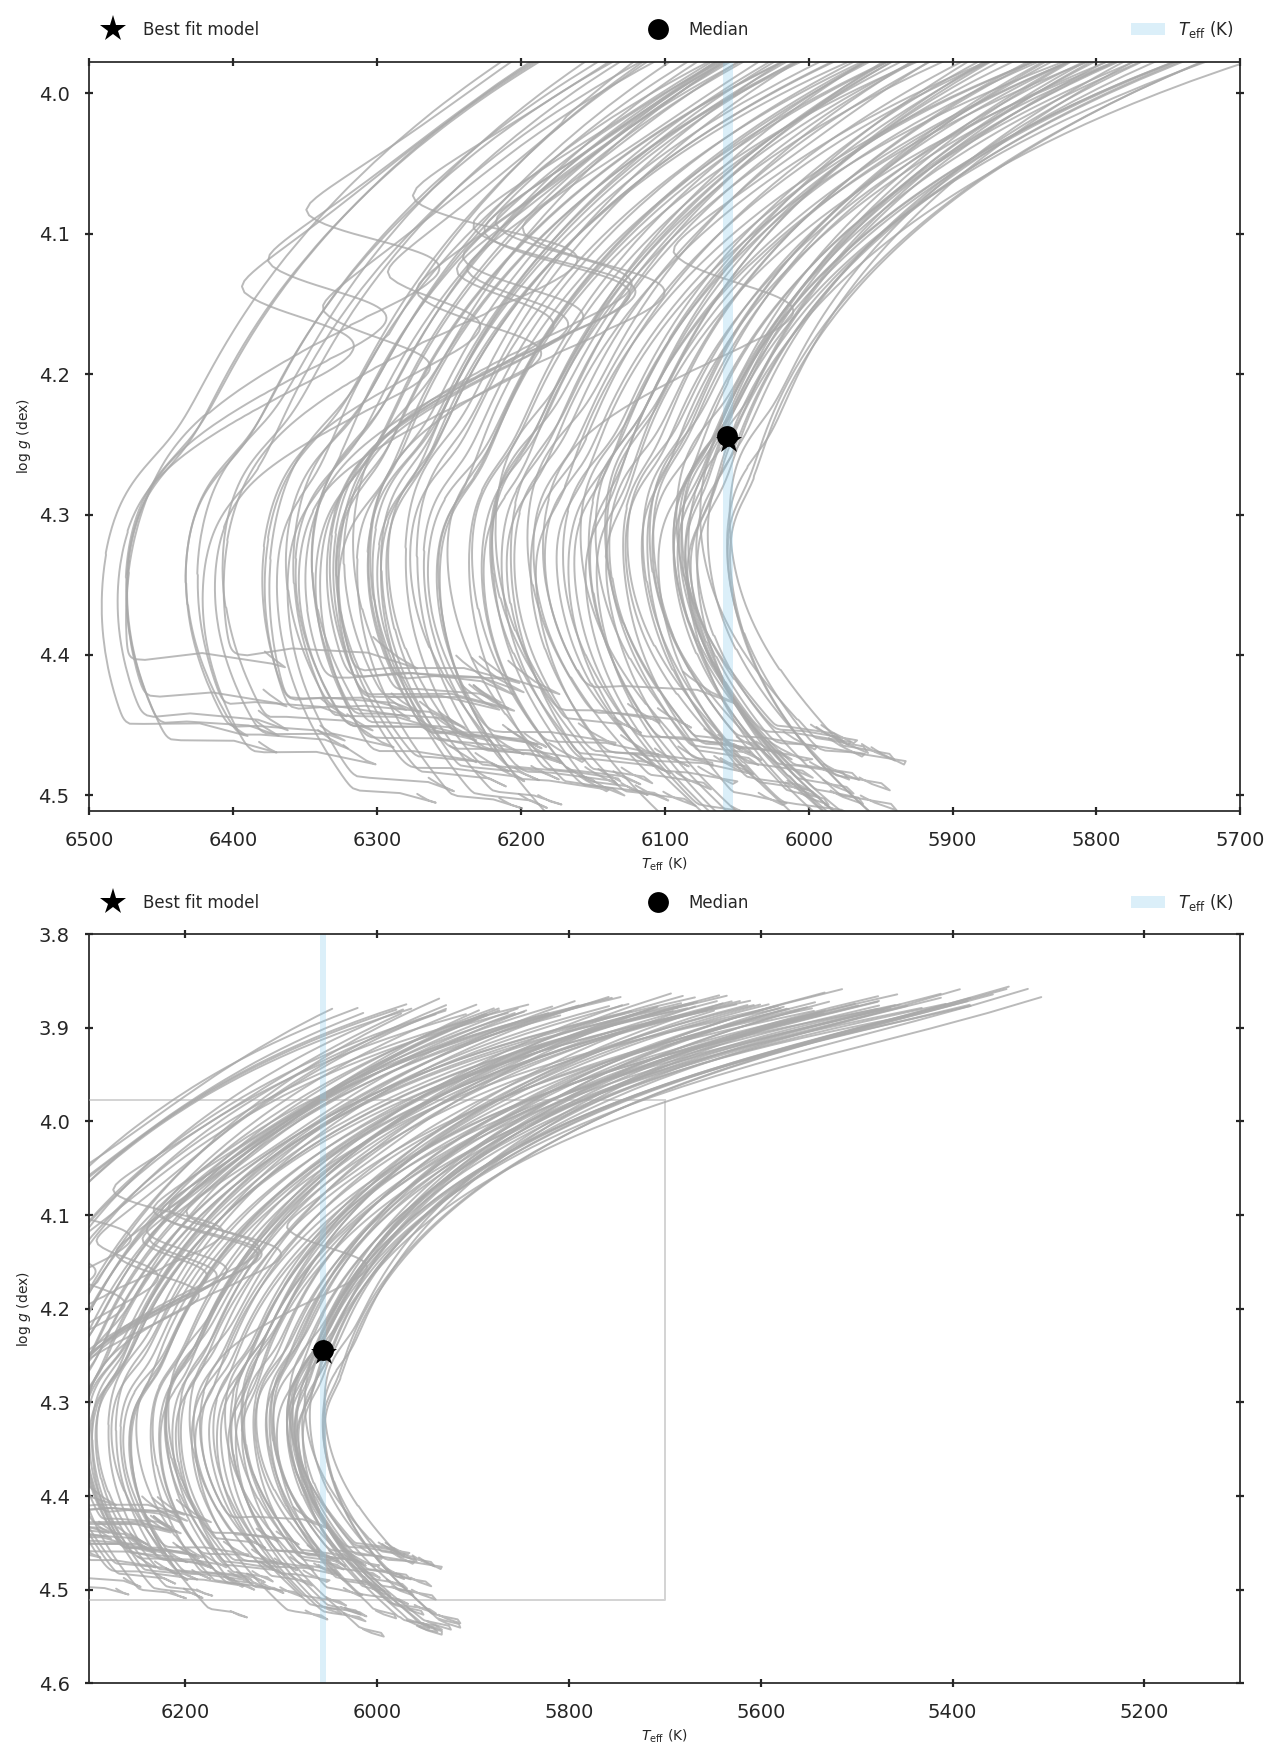 Best fit model Median T_eff (K)
4.0
4.1
4.2
4.3
4.4
4.5
log g (dex)
6500 6400 6300 6200 6100 6000 5900 5800 5700
T_eff (K)
Best fit model Median T_eff (K)
3.8
3.9
4.0
4.1
4.2
4.3
4.4
4.5
4.6
log g (dex)
6200 6000 5800 5600 5400 5200
T_eff (K)